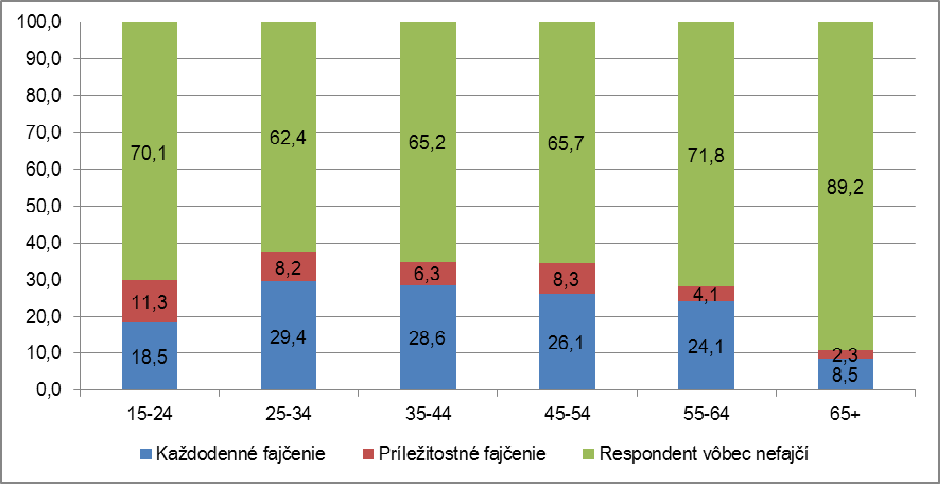 100,0
90,0
80,0
70,0
60,0
50,0
40,0
30,0
20,0
10,0
0,0
70,1 62,4 65,2 65,7 71,8 89,2
11,3 8,2 6,3 8,3 4,1 2,3
18,5 29,4 28,6 26,1 24,1 8,5
15-24 25-34 35-44 45-54 55-64 65+
Každodenné fajčenie Príležitostné fajčenie Respondent vôbec nefajčí